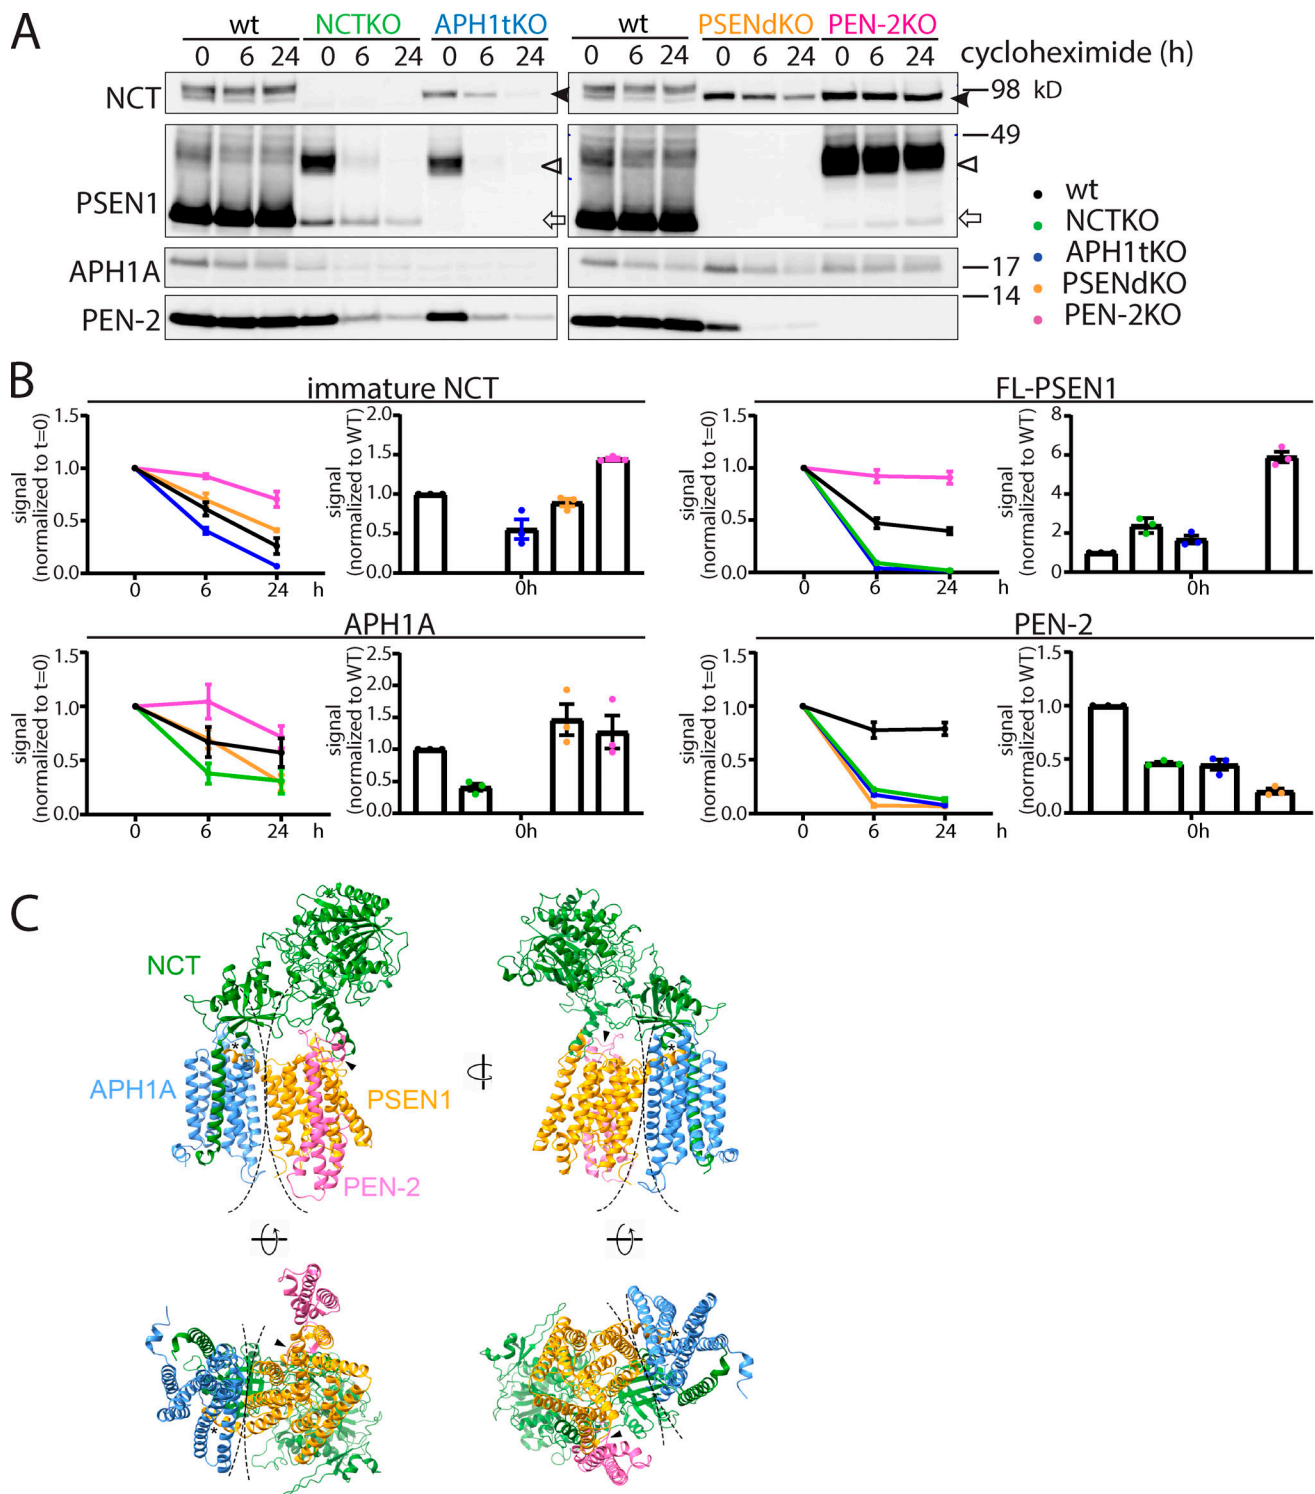 A
wt NCTKO APH1tKO wt PSENdKO PEN-2KO
0 6 24 0 6 24 0 6 24 0 6 24 0 6 24 0 6 24 cycloheximide (h)
NCT 98 kD
49
PSEN1
APH1A 17
14
PEN-2
wt
NCTKO
APH1tKO
PSENdKO
PEN-2KO
B
immature NCT
signal
(normalized to t=0)
1.5
1.0
0.5
0.0
0 6 24 h
signal
(normalized to WT)
2.0
1.5
1.0
0.5
0.0
0h
FL-PSEN1
signal
(normalized to t=0)
1.5
1.0
0.5
0.0
0 6 24 h
signal
(normalized to WT)
8
6
4
2
0
0h
APH1A
signal
(normalized to t=0)
1.5
1.0
0.5
0.0
0 6 24 h
signal
(normalized to WT)
2.5
2.0
1.5
1.0
0.5
0.0
0h
PEN-2
signal
(normalized to t=0)
1.5
1.0
0.5
0.0
0 6 24 h
signal
(normalized to WT)
1.5
1.0
0.5
0.0
0h
C
NCT
* *
APH1A PSEN1
PEN-2
*
*